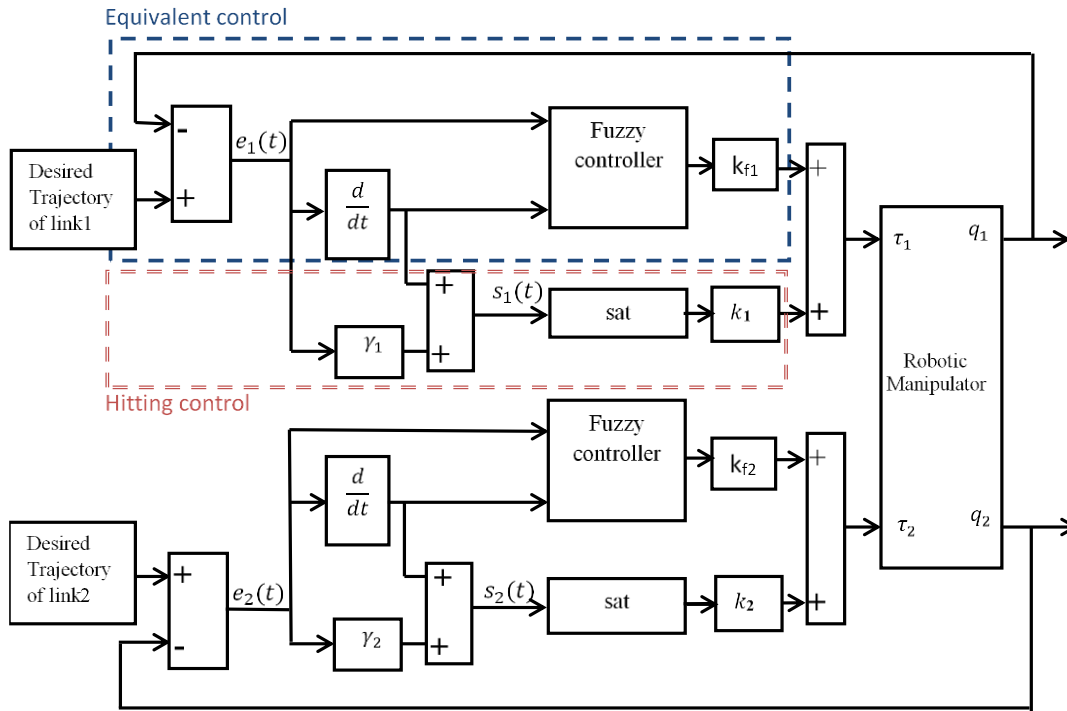 Equivalent control
-
e₁(t)
Fuzzy
controller
k_f1
+
Desired
Trajectory
of link1
+
d
dt
τ₁
q₁
+
s₁(t)
sat
k₁
+
γ₁
+
Robotic
Manipulator
Hitting control
Fuzzy
controller
k_f2
+
d
dt
τ₂
q₂
Desired
Trajectory
of link2
+
e₂(t)
+
s₂(t)
sat
k₂
+
-
γ₂
+